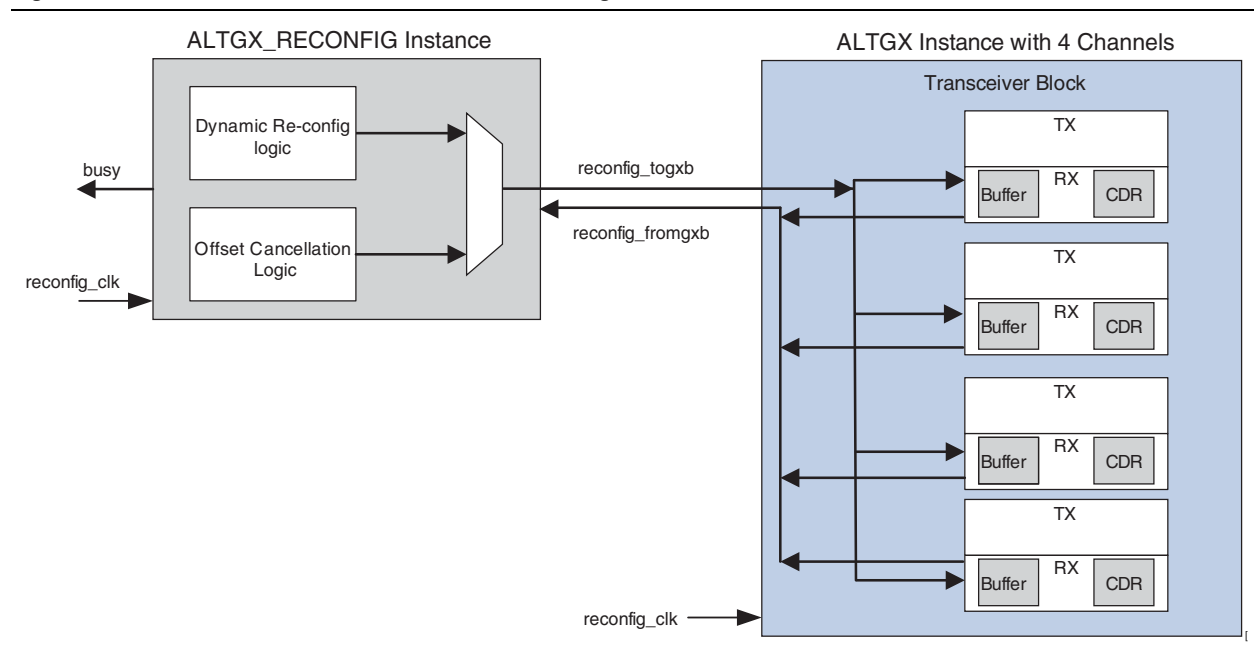 ALTGX_RECONFIG Instance
ALTGX Instance with 4 Channels
Dynamic Re-config
logic
Offset Cancellation
Logic
busy
reconfig_clk
reconfig_togxb
reconfig_fromgxb
Transceiver Block
TX
RX
Buffer
CDR
TX
RX
Buffer
CDR
TX
RX
Buffer
CDR
TX
RX
Buffer
CDR
reconfig_clk
[